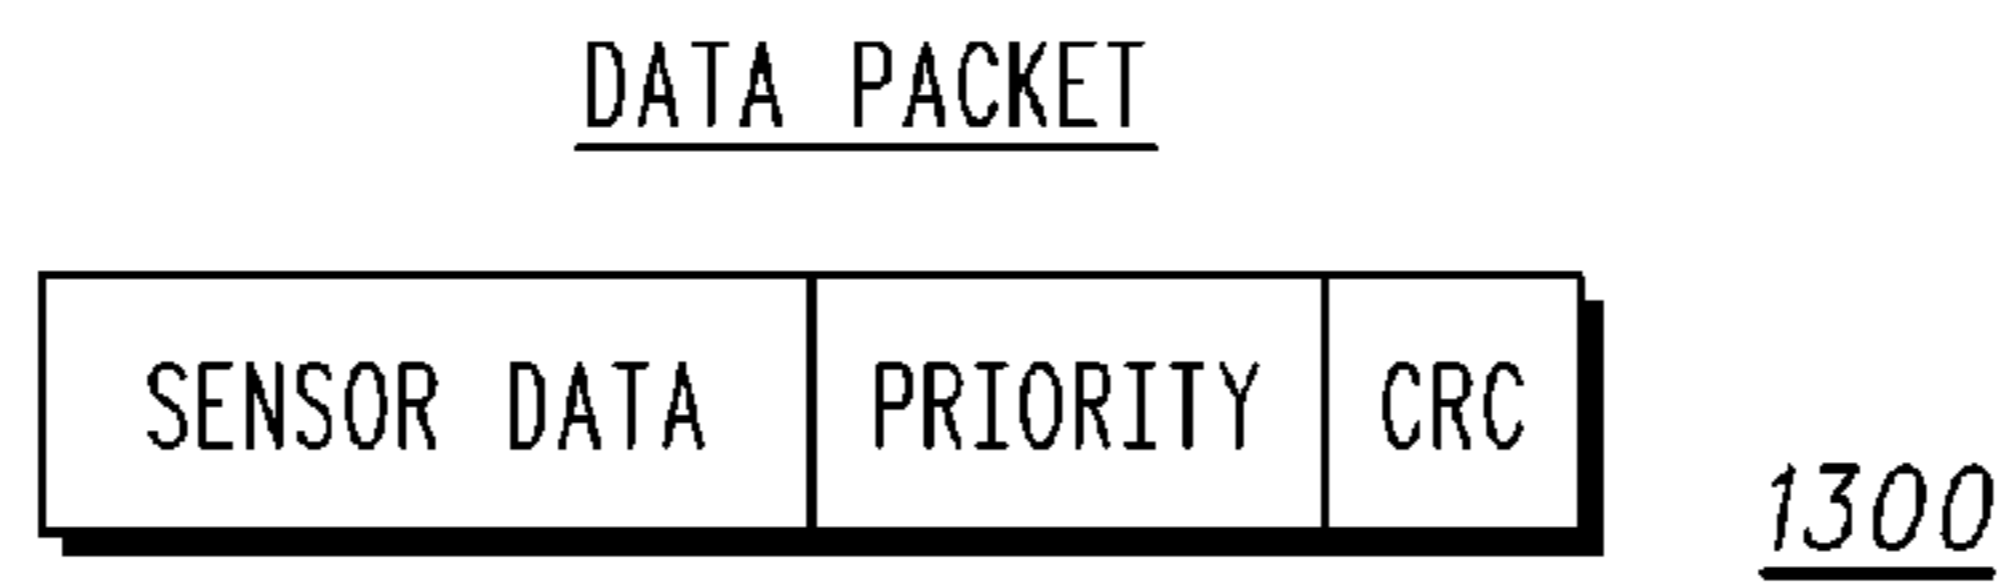 DATA PACKET
SENSOR DATA PRIORITY CRC
1300